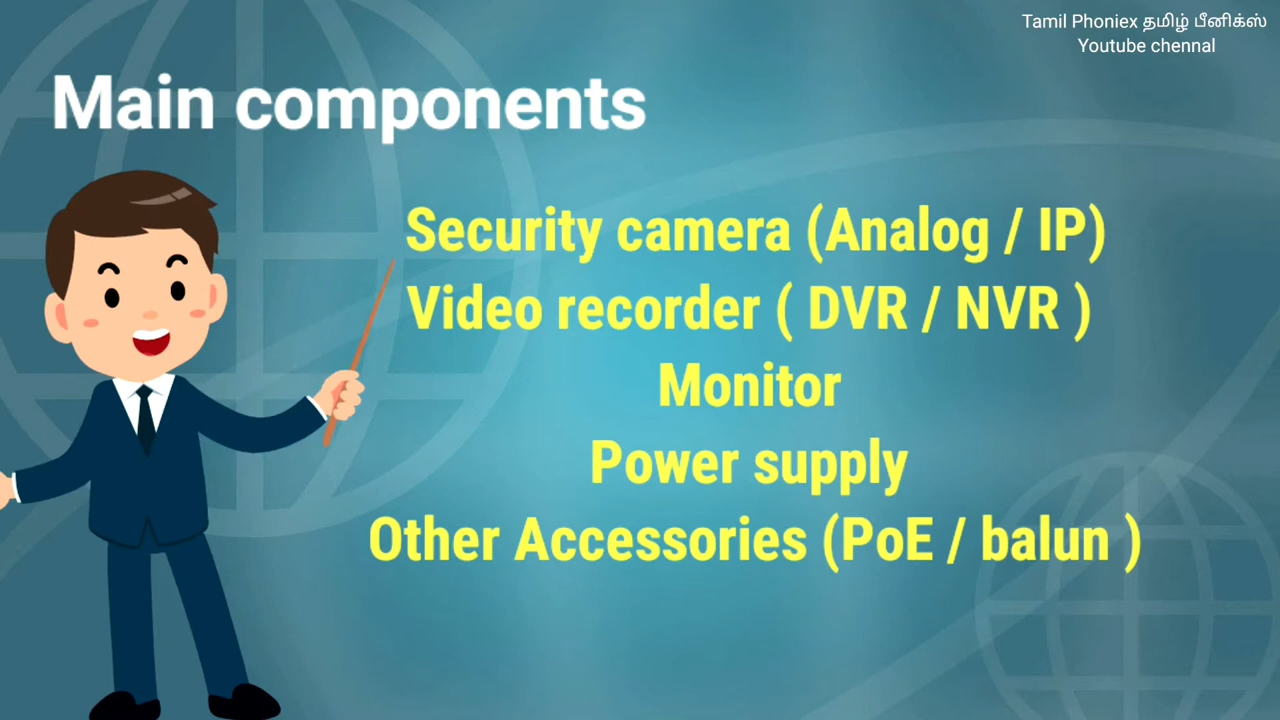 Tamil Phoniex தமிழ் பீனிக்ஸ்
Youtube chennal
Main components
Security camera (Analog / IP)
Video recorder ( DVR / NVR )
Monitor
Power supply
Other Accessories (PoE / balun )